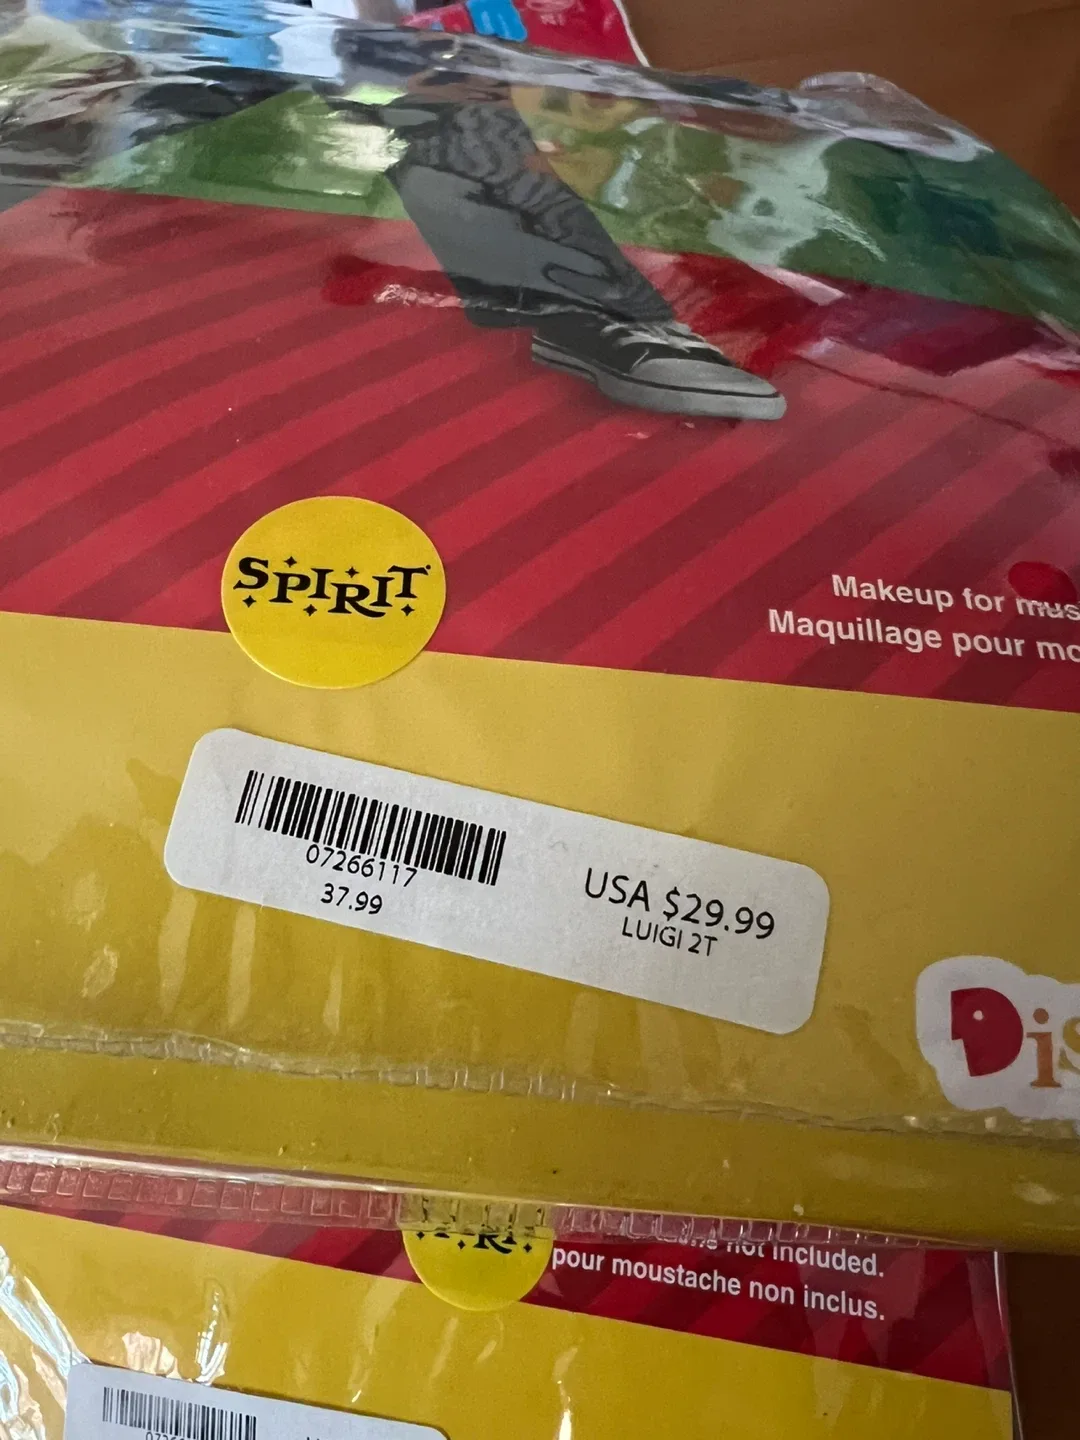 SPIRIT
Makeup for mus
Maquillage pour mo
07266117
37.99
USA $29.99
LUIGI 2T
Dis
not included.
pour moustache non inclus.